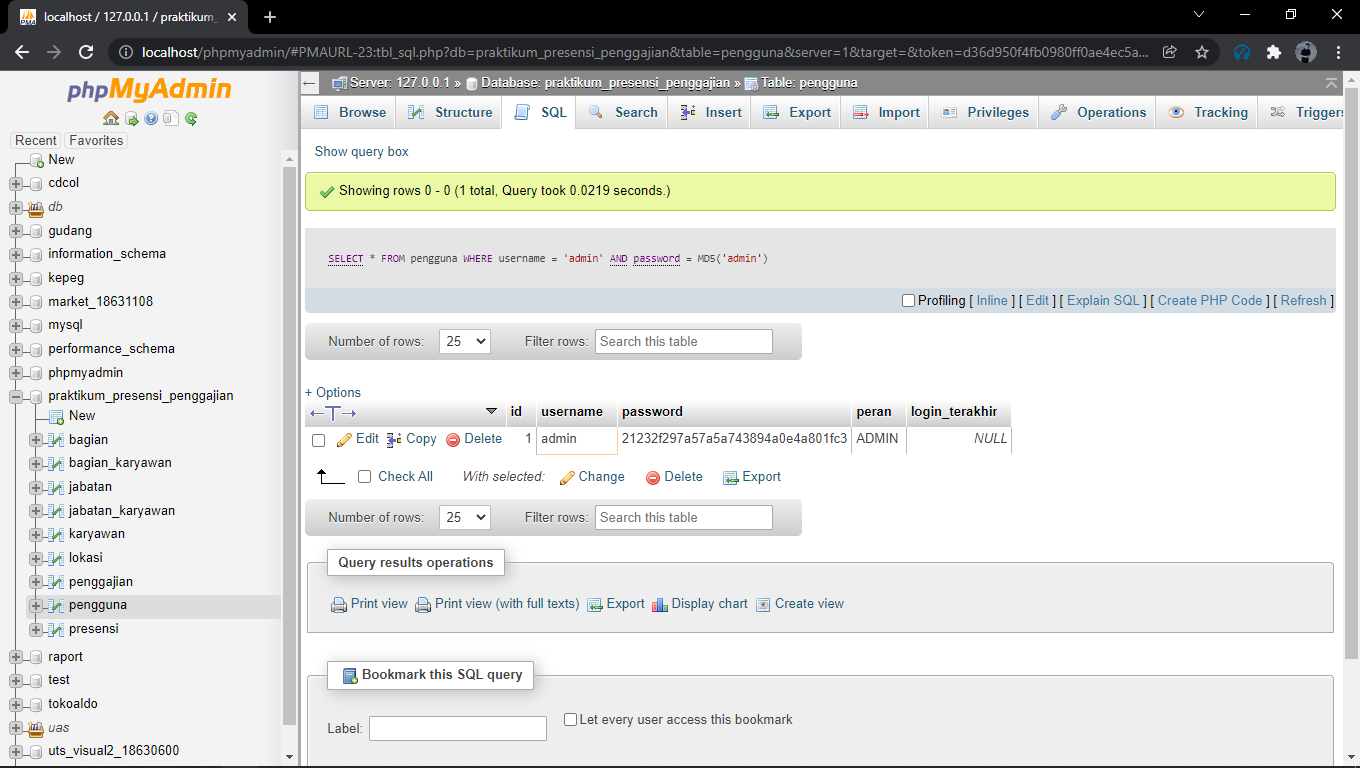 localhost / 127.0.0.1 / praktikum_
localhost/phpmyadmin/#PMAURL-23:tbl_sql.php?db=praktikum_presensi_penggajian&table=pengguna&server=1&target=&token=d36d950f4fb0980ff0ae4ec5a...
phpMyAdmin
Recent Favorites
New
cdcol
db
gudang
information_schema
kepeg
market_18631108
mysql
performance_schema
phpmyadmin
praktikum_presensi_penggajian
New
bagian
bagian_karyawan
jabatan
jabatan_karyawan
karyawan
lokasi
penggajian
pengguna
presensi
raport
test
tokoaldo
uas
uts_visual2_18630600
Server: 127.0.0.1 » Database: praktikum_presensi_penggajian » Table: pengguna
Browse Structure SQL Search Insert Export Import Privileges Operations Tracking Triggers
Show query box
Showing rows 0 - 0 (1 total, Query took 0.0219 seconds.)
SELECT * FROM pengguna WHERE username = 'admin' AND password = MD5('admin')
Profiling [ Inline ] [ Edit ] [ Explain SQL ] [ Create PHP Code ] [ Refresh ]
Number of rows: 25 Filter rows: Search this table
+ Options
←T→ id username password peran login_terakhir
Edit Copy Delete 1 admin 21232f297a57a5a743894a0e4a801fc3 ADMIN NULL
Check All With selected: Change Delete Export
Number of rows: 25 Filter rows: Search this table
Query results operations
Print view Print view (with full texts) Export Display chart Create view
Bookmark this SQL query
Label: Let every user access this bookmark